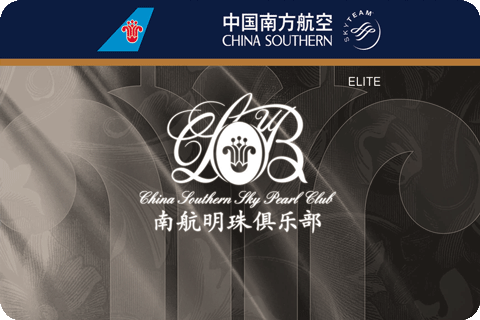 中国南方航空
CHINA SOUTHERN
SKYTEAM
ELITE
CLUB
China Southern Sky Pearl Club
南航明珠俱乐部